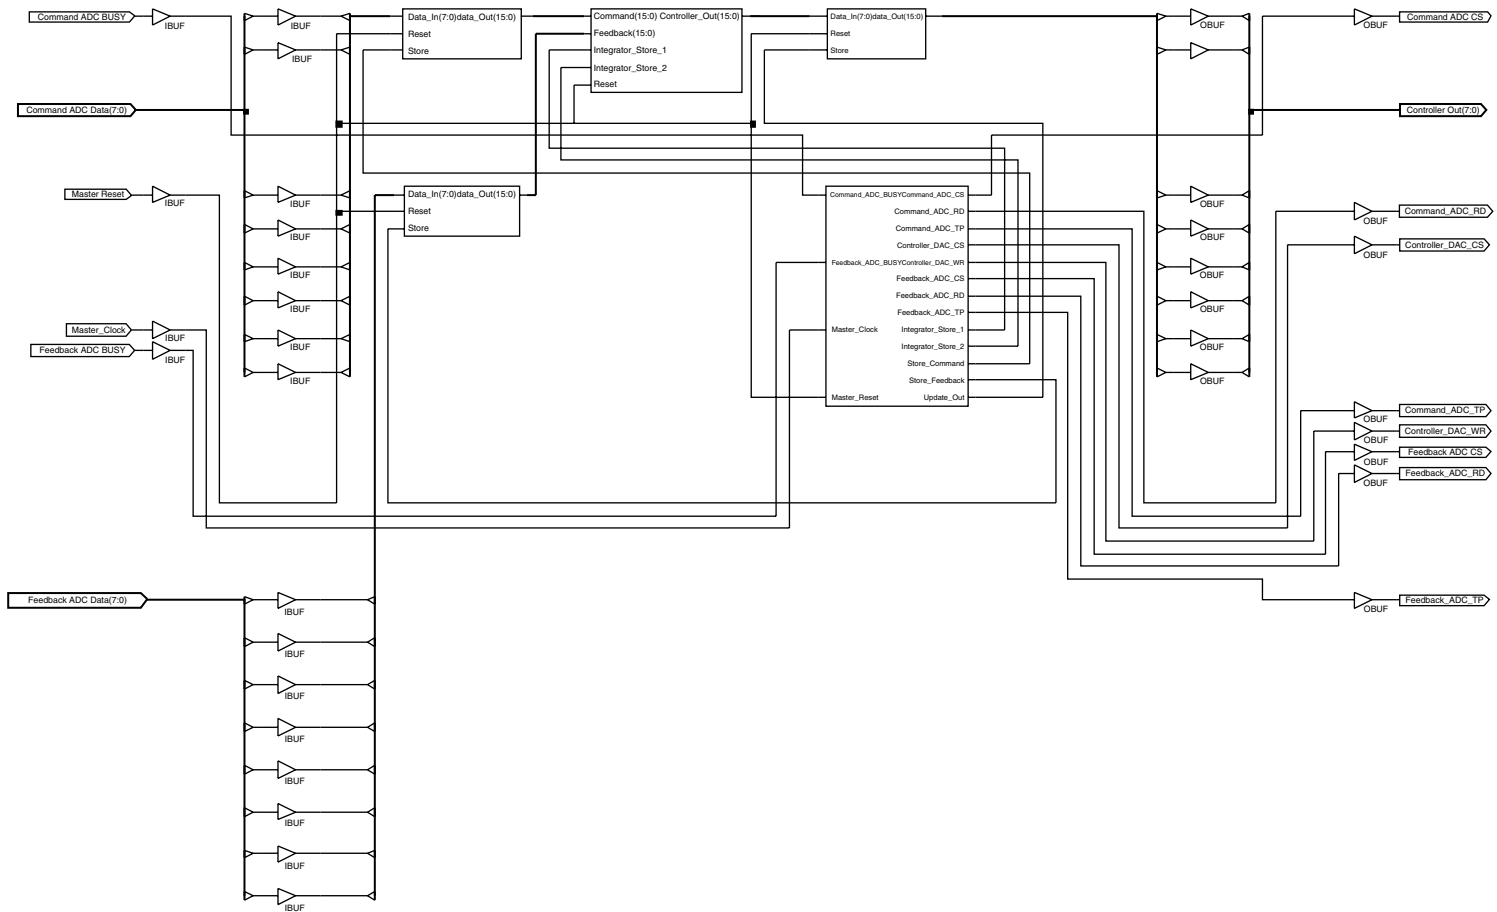 Command ADC BUSY
IBUF
IBUF
IBUF
Command ADC Data(7:0)
Master Reset
IBUF
IBUF
IBUF
IBUF
IBUF
IBUF
IBUF
Master_Clock
IBUF
Feedback ADC BUSY
IBUF
Data_In(7:0)data_Out(15:0)
Reset
Store
Command(15:0) Controller_Out(15:0)
Feedback(15:0)
Integrator_Store_1
Integrator_Store_2
Reset
Data_In(7:0)data_Out(15:0)
Reset
Store
Data_In(7:0)data_Out(15:0)
Reset
Store
Command_ADC_BUSYCommand_ADC_CS
Command_ADC_RD
Command_ADC_TP
Controller_DAC_CS
Feedback_ADC_BUSYController_DAC_WR
Feedback_ADC_CS
Feedback_ADC_RD
Feedback_ADC_TP
Master_Clock Integrator_Store_1
Integrator_Store_2
Store_Command
Store_Feedback
Master_Reset Update_Out
OBUF
OBUF
OBUF
OBUF
OBUF
OBUF
OBUF
OBUF
Command ADC CS
Controller Out(7:0)
OBUF
Command_ADC_RD
OBUF
Controller_DAC_CS
OBUF
Command_ADC_TP
OBUF
Controller_DAC_WR
OBUF
Feedback ADC CS
OBUF
Feedback_ADC_RD
OBUF
Feedback_ADC_TP
OBUF
Feedback ADC Data(7:0)
IBUF
IBUF
IBUF
IBUF
IBUF
IBUF
IBUF
IBUF